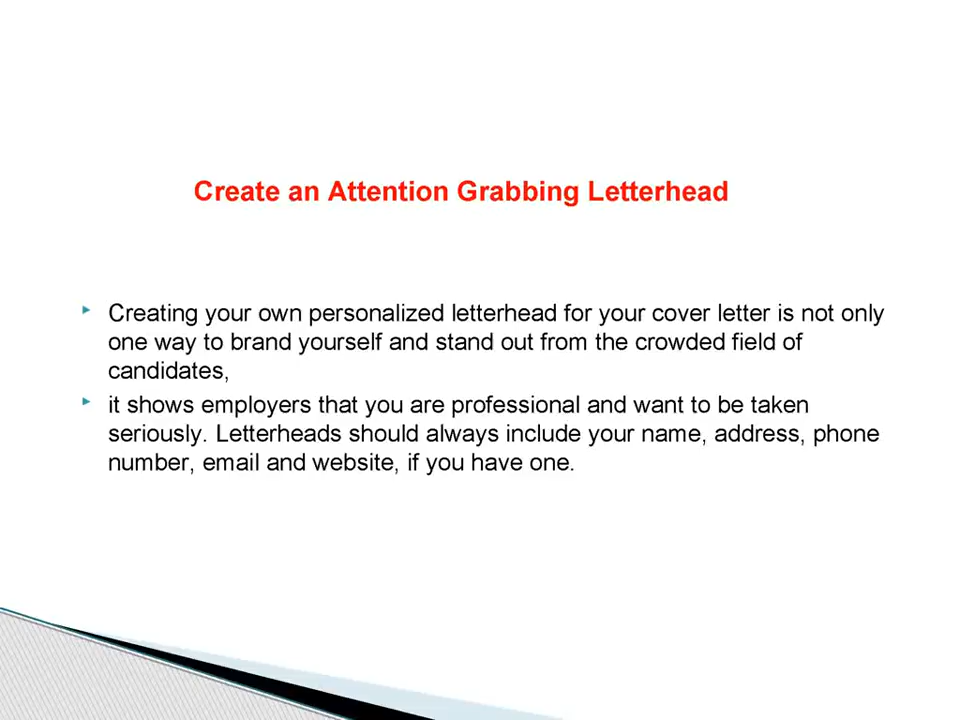 Create an Attention Grabbing Letterhead
Creating your own personalized letterhead for your cover letter is not only
one way to brand yourself and stand out from the crowded field of
candidates,
it shows employers that you are professional and want to be taken
seriously. Letterheads should always include your name, address, phone
number, email and website, if you have one.